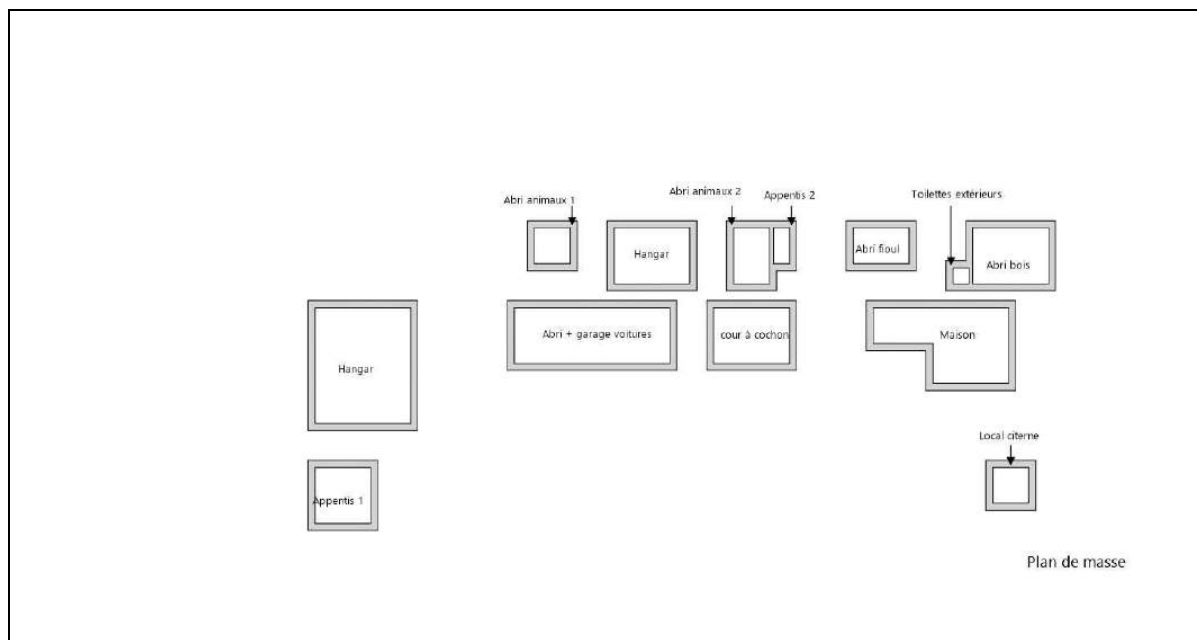 Abri animaux 1
Abri animaux 2
Appentis 2
Toilettes extérieurs
Hangar
Abri fioul
Abri bois
Abri + garage voitures
cour à cochon
Maison
Hangar
Local citerne
Appentis 1
Plan de masse